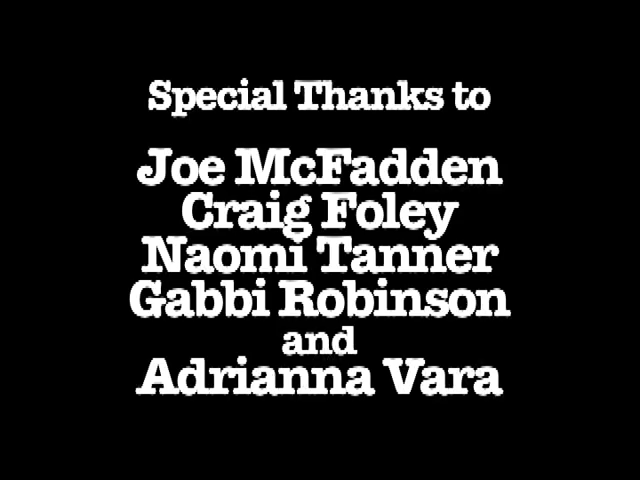 Special Thanks to
Joe McFadden
Craig Foley
Naomi Tanner
Gabbi Robinson
and
Adrianna Vara